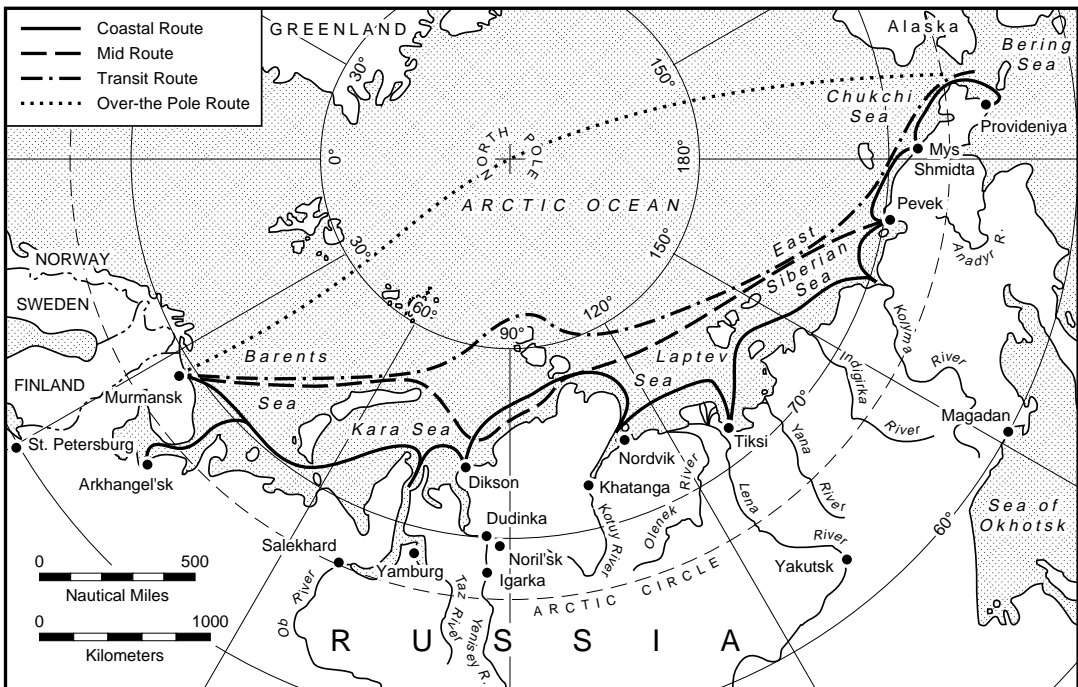 Coastal Route
Mid Route
Transit Route
Over-the Pole Route
GREENLAND
Alaska
Bering
Sea
Chukchi
Sea
Provideniya
Mys
Shmidta
Pevek
Anadyr R.
30°
150°
0°
180°
NORTH
POLE
ARCTIC OCEAN
30°
150°
60°
90°
120°
East
Siberian
Sea
NORWAY
SWEDEN
FINLAND
Murmansk
St. Petersburg
Arkhangel'sk
Barents
Sea
Kara Sea
Laptev
Sea
Dikson
Nordvik
Tiksi
Khatanga
70°
Kolyma
River
Indigirka
River
Yana
River
Magadan
Sea of
Okhotsk
60°
Lena
River
Yakutsk
Olenek
River
Kotuy River
Dudinka
Noril'sk
Igarka
Salekhard
Yamburg
Ob River
Taz River
Yenisey R.
ARCTIC CIRCLE
RUSSIA
0 500
Nautical Miles
0 1000
Kilometers